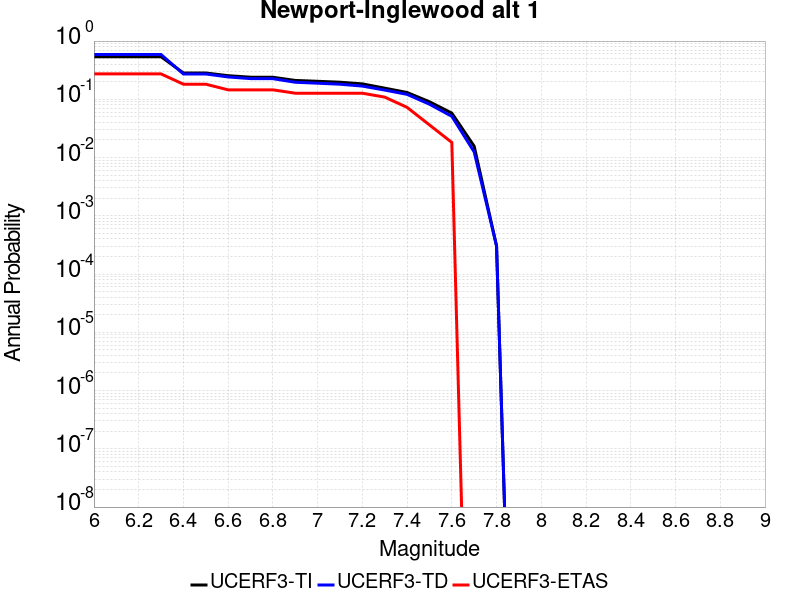 Newport-Inglewood alt 1
10^0
10^-1
10^-2
10^-3
10^-4
10^-5
10^-6
10^-7
10^-8
Annual Probability
6 6.2 6.4 6.6 6.8 7 7.2 7.4 7.6 7.8 8 8.2 8.4 8.6 8.8 9
Magnitude
UCERF3-TI UCERF3-TD UCERF3-ETAS